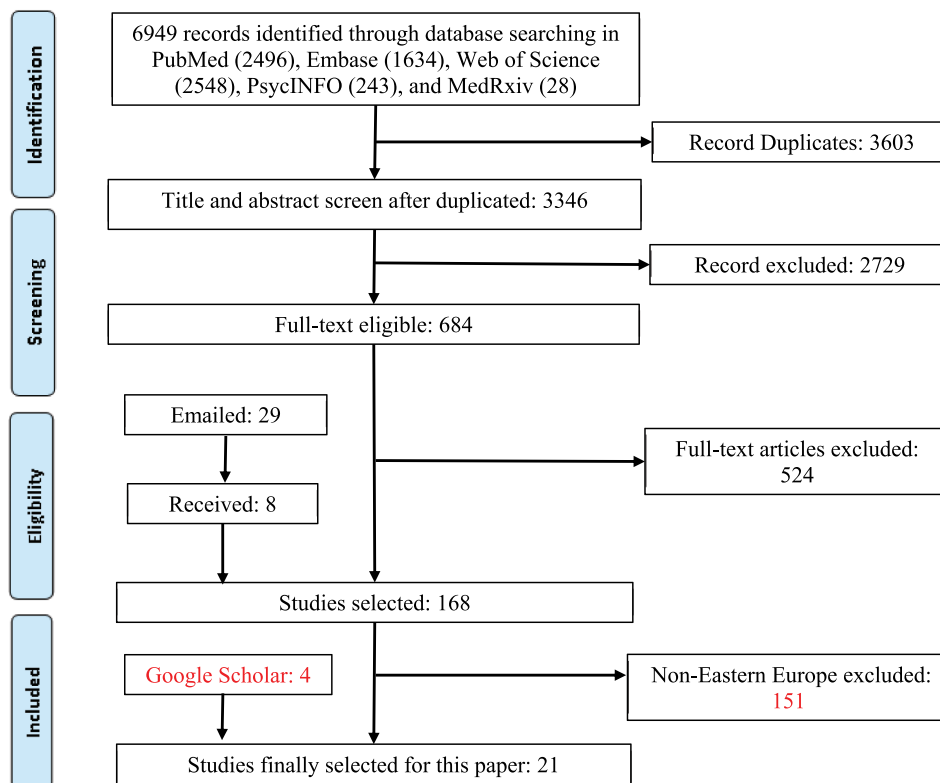 Identification
6949 records identified through database searching in
PubMed (2496), Embase (1634), Web of Science
(2548), PsycINFO (243), and MedRxiv (28)
Record Duplicates: 3603
Title and abstract screen after duplicated: 3346
Screening
Record excluded: 2729
Full-text eligible: 684
Eligibility
Emailed: 29
Full-text articles excluded:
524
Received: 8
Studies selected: 168
Included
Google Scholar: 4
Non-Eastern Europe excluded:
151
Studies finally selected for this paper: 21